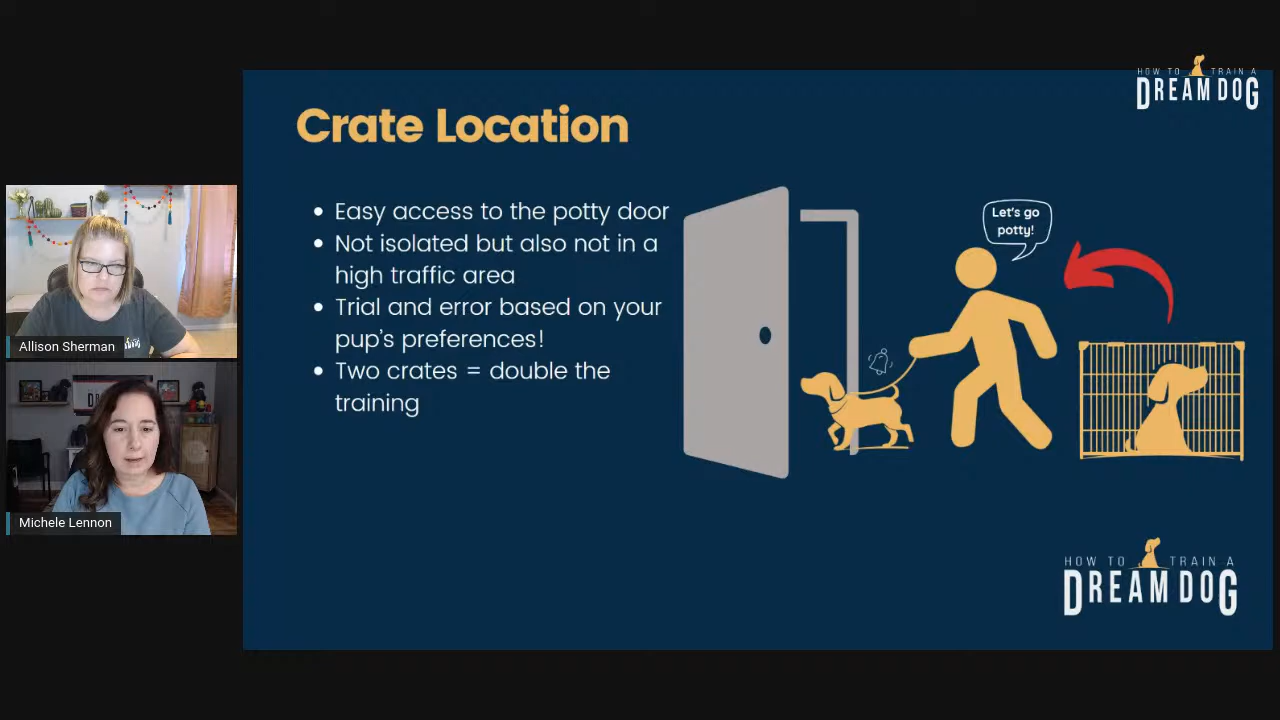 HOW TO TRAIN A
DREAM DOG
Crate Location
• Easy access to the potty door
• Not isolated but also not in a
high traffic area
• Trial and error based on your
pup's preferences!
• Two crates = double the
training
Let's go
potty!
Allison Sherman
Michele Lennon
HOW TO TRAIN A
DREAM DOG